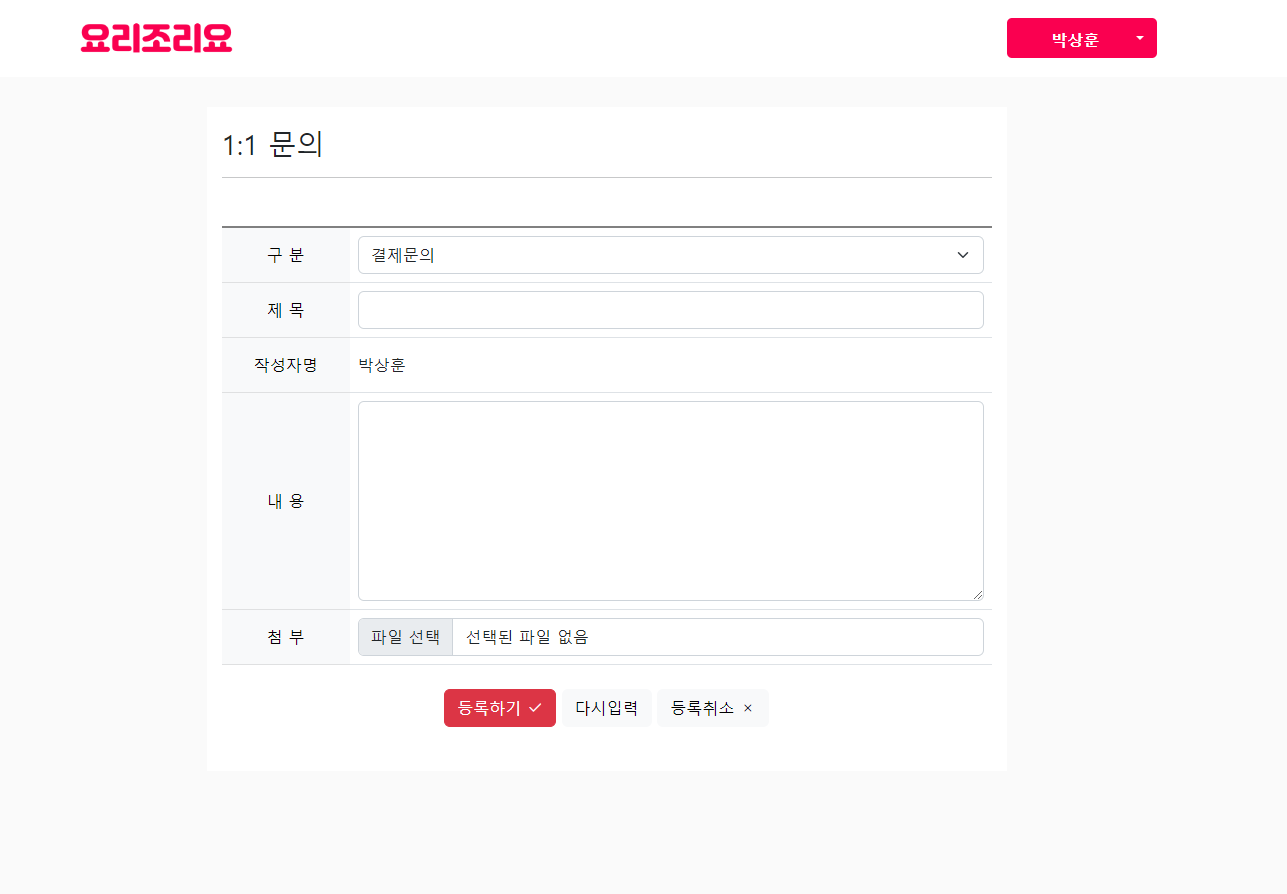 요리조리요 박상훈
1:1 문의
구 분 결제문의
제 목
작성자명 박상훈
내 용
첨 부 파일 선택 선택된 파일 없음
등록하기 다시입력 등록취소 ×